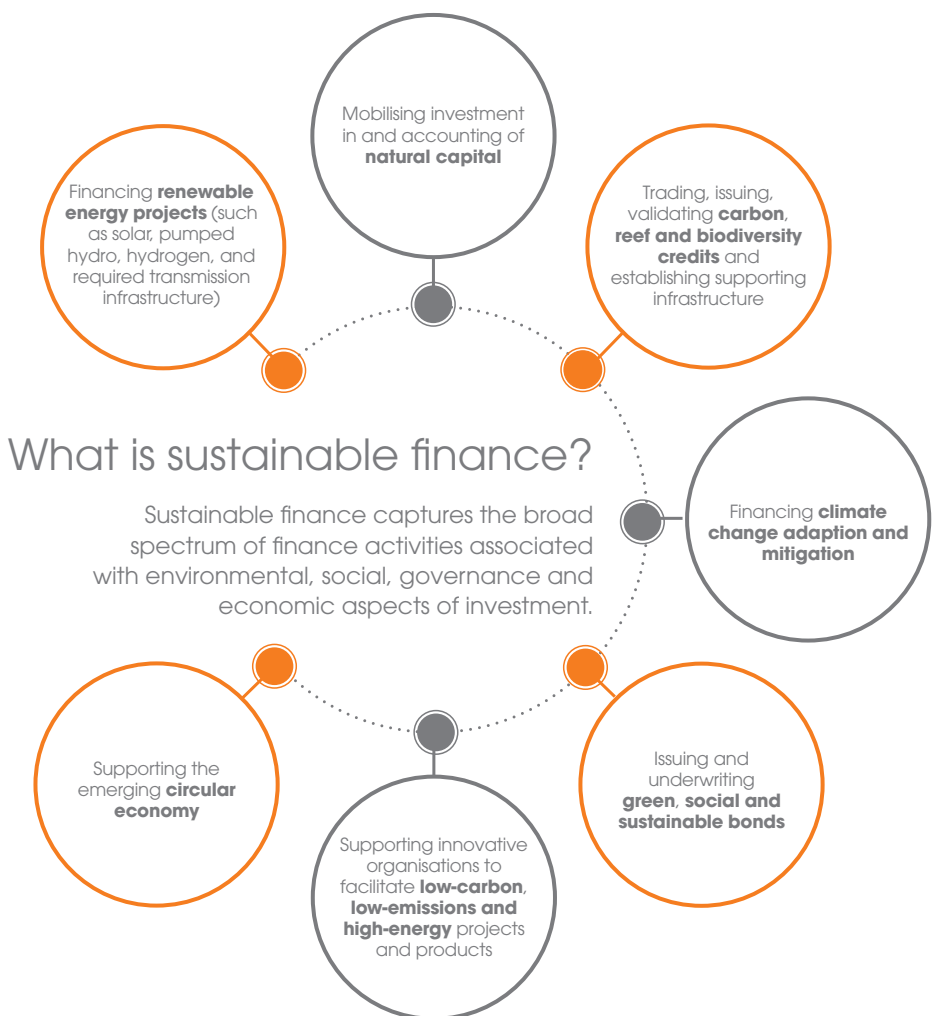 Mobilising investment
in and accounting of
natural capital
Financing renewable
energy projects (such
as solar, pumped
hydro, hydrogen, and
required transmission
infrastructure)
Trading, issuing,
validating carbon,
reef and biodiversity
credits and
establishing supporting
infrastructure
What is sustainable finance?
Sustainable finance captures the broad
spectrum of finance activities associated
with environmental, social, governance and
economic aspects of investment.
Financing climate
change adaption and
mitigation
Issuing and
underwriting
green, social and
sustainable bonds
Supporting innovative
organisations to
facilitate low-carbon,
low-emissions and
high-energy projects
and products
Supporting the
emerging circular
economy